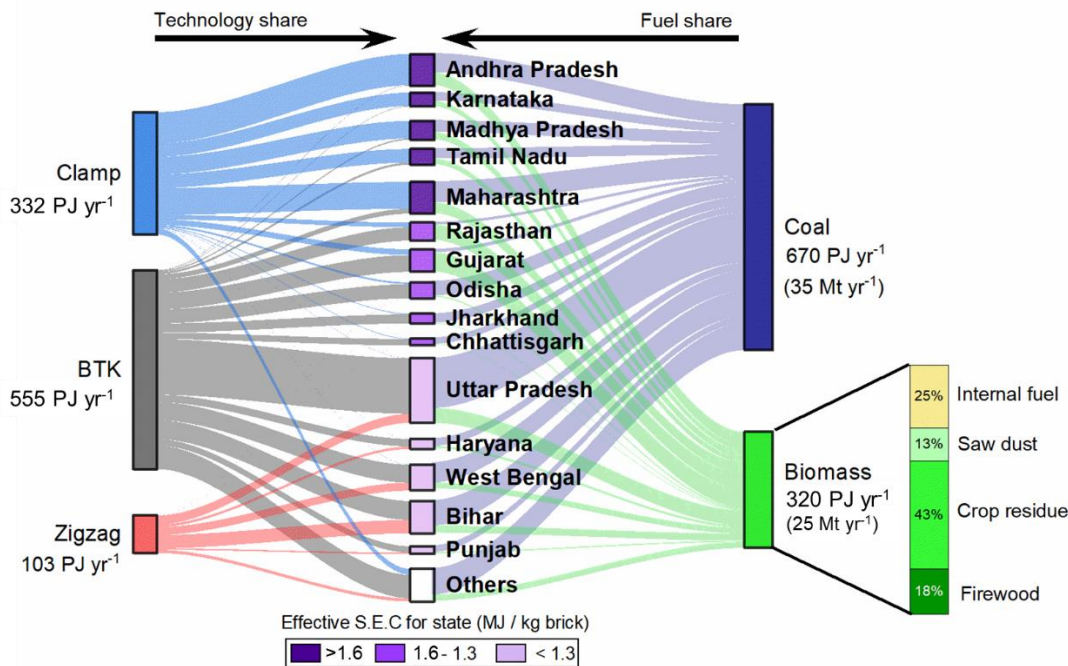 Technology share
Fuel share
Andhra Pradesh
Karnataka
Madhya Pradesh
Tamil Nadu
Maharashtra
Rajasthan
Gujarat
Odisha
Jharkhand
Chhattisgarh
Uttar Pradesh
Haryana
West Bengal
Bihar
Punjab
Others
Clamp
332 PJ yr⁻¹
BTK
555 PJ yr⁻¹
Zigzag
103 PJ yr⁻¹
Coal
670 PJ yr⁻¹
(35 Mt yr⁻¹)
Biomass
320 PJ yr⁻¹
(25 Mt yr⁻¹)
25% Internal fuel
13% Saw dust
43% Crop residue
18% Firewood
Effective S.E.C for state (MJ / kg brick)
>1.6 1.6 - 1.3 < 1.3